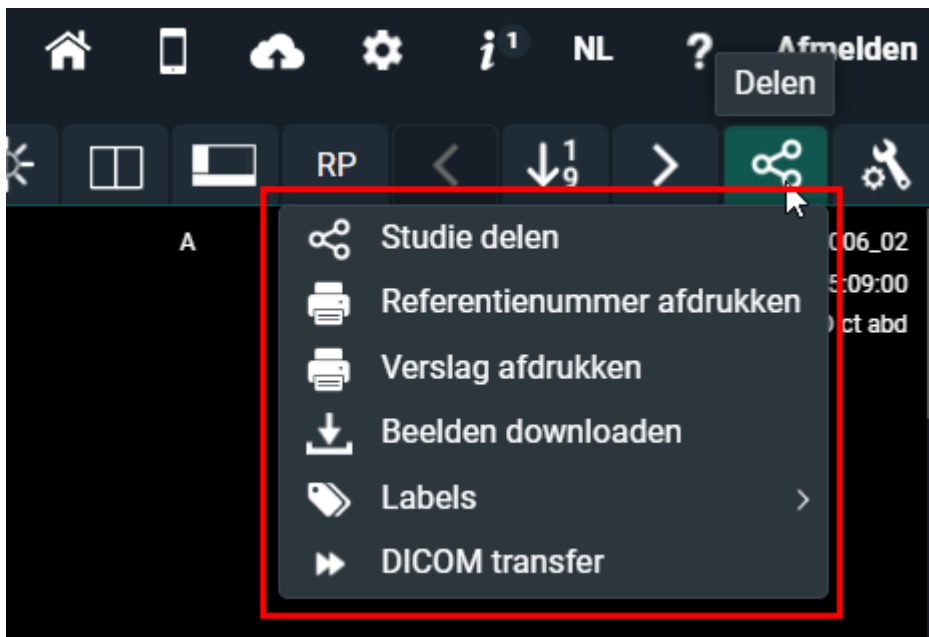 i 1 NL ? Afmelden
Delen
RP 1 9
A
006_02
5:09:00
ct abd
Studie delen
Referentienummer afdrukken
Verslag afdrukken
Beelden downloaden
Labels
DICOM transfer